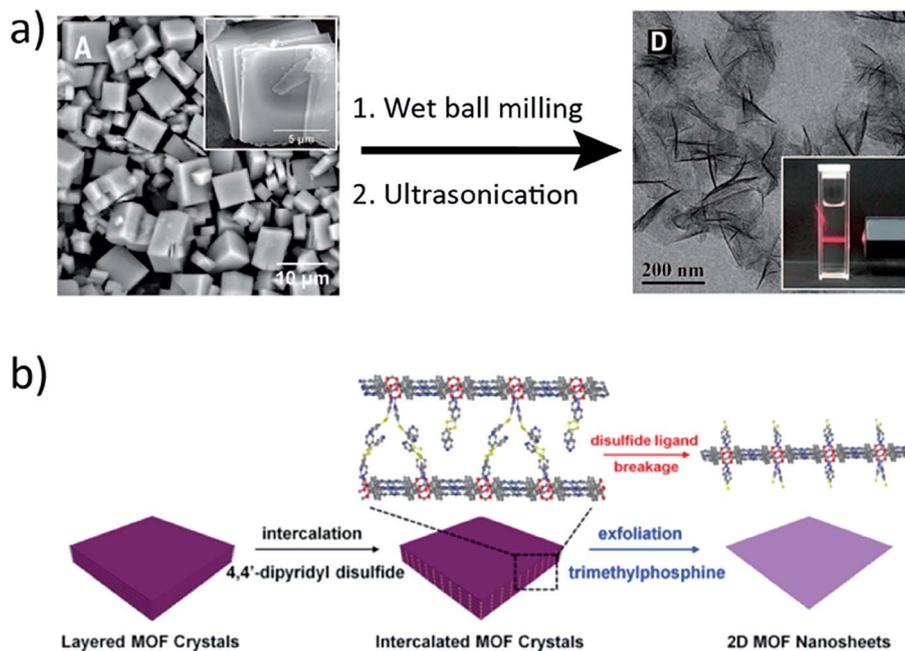 a)
A
5 μm
10 μm
1. Wet ball milling
2. Ultrasonication
D
200 nm
b)
disulfide ligand
breakage
intercalation
4,4'-dipyridyl disulfide
exfoliation
trimethylphosphine
Layered MOF Crystals
Intercalated MOF Crystals
2D MOF Nanosheets